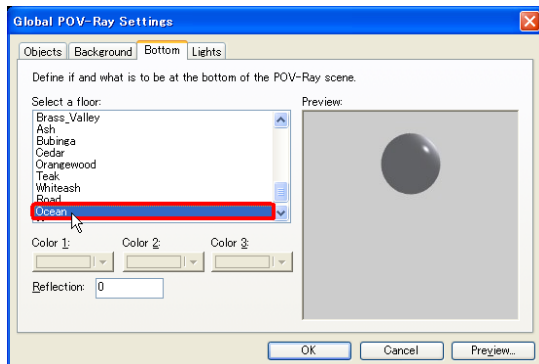 Global POV-Ray Settings
Objects Background Bottom Lights
Define if and what is to be at the bottom of the POV-Ray scene.
Select a floor:
Preview:
Brass_Valley
Ash
Bubinga
Cedar
Orangewood
Teak
Whiteash
Road
Ocean
Color 1:
Color 2:
Color 3:
Reflection: 0
OK Cancel Preview...